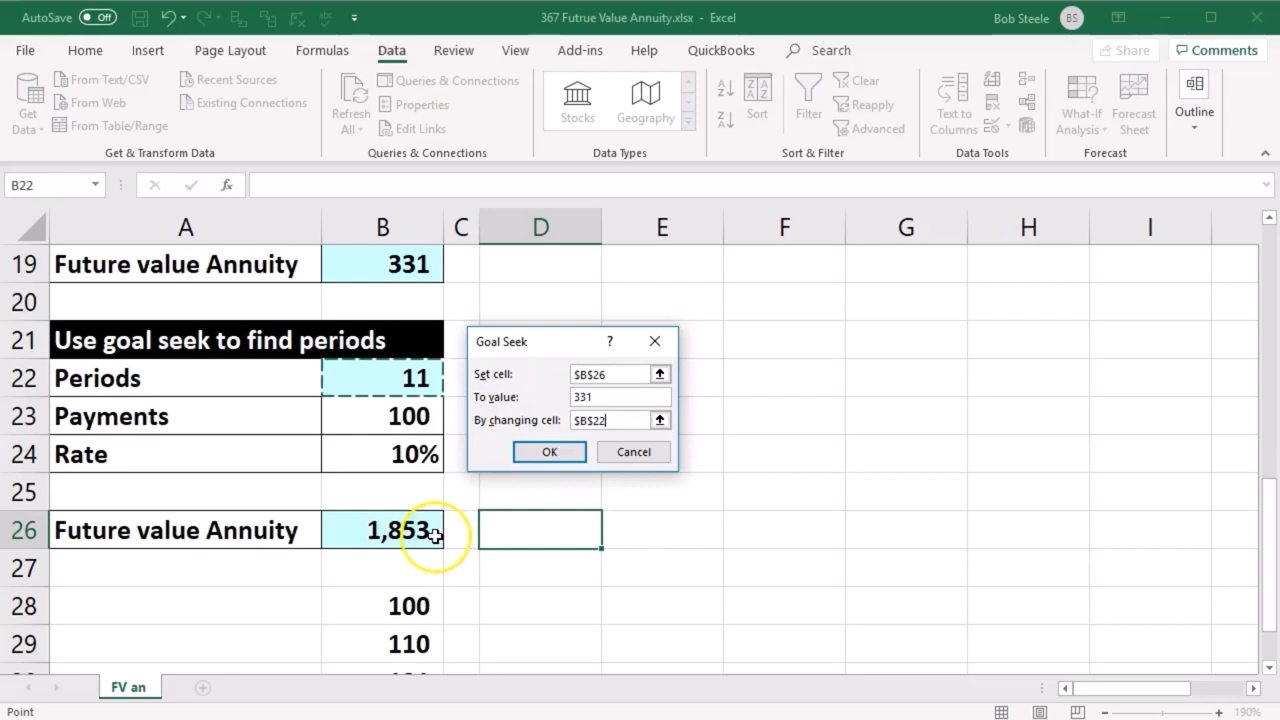 AutoSave Off 367 Futrue Value Annuity.xlsx - Excel Bob Steele BS
File Home Insert Page Layout Formulas Data Review View Add-ins Help QuickBooks Search Share Comments
Get Data
From Text/CSV
From Web
From Table/Range
Recent Sources
Existing Connections
Get & Transform Data
Refresh All
Queries & Connections
Properties
Edit Links
Queries & Connections
Stocks Geography
Data Types
Sort Filter
Clear
Reapply
Advanced
Sort & Filter
Text to Columns
Data Tools
What-If Analysis
Forecast Sheet
Forecast
Outline
B22 fx
A B C D E F G H I
19 Future value Annuity 331
20
21 Use goal seek to find periods
22 Periods 11
23 Payments 100
24 Rate 10%
25
26 Future value Annuity 1,853
27
28 100
29 110
Goal Seek ?
Set cell: $B$26
To value: 331
By changing cell: $B$22
OK Cancel
FV an
Point 190%